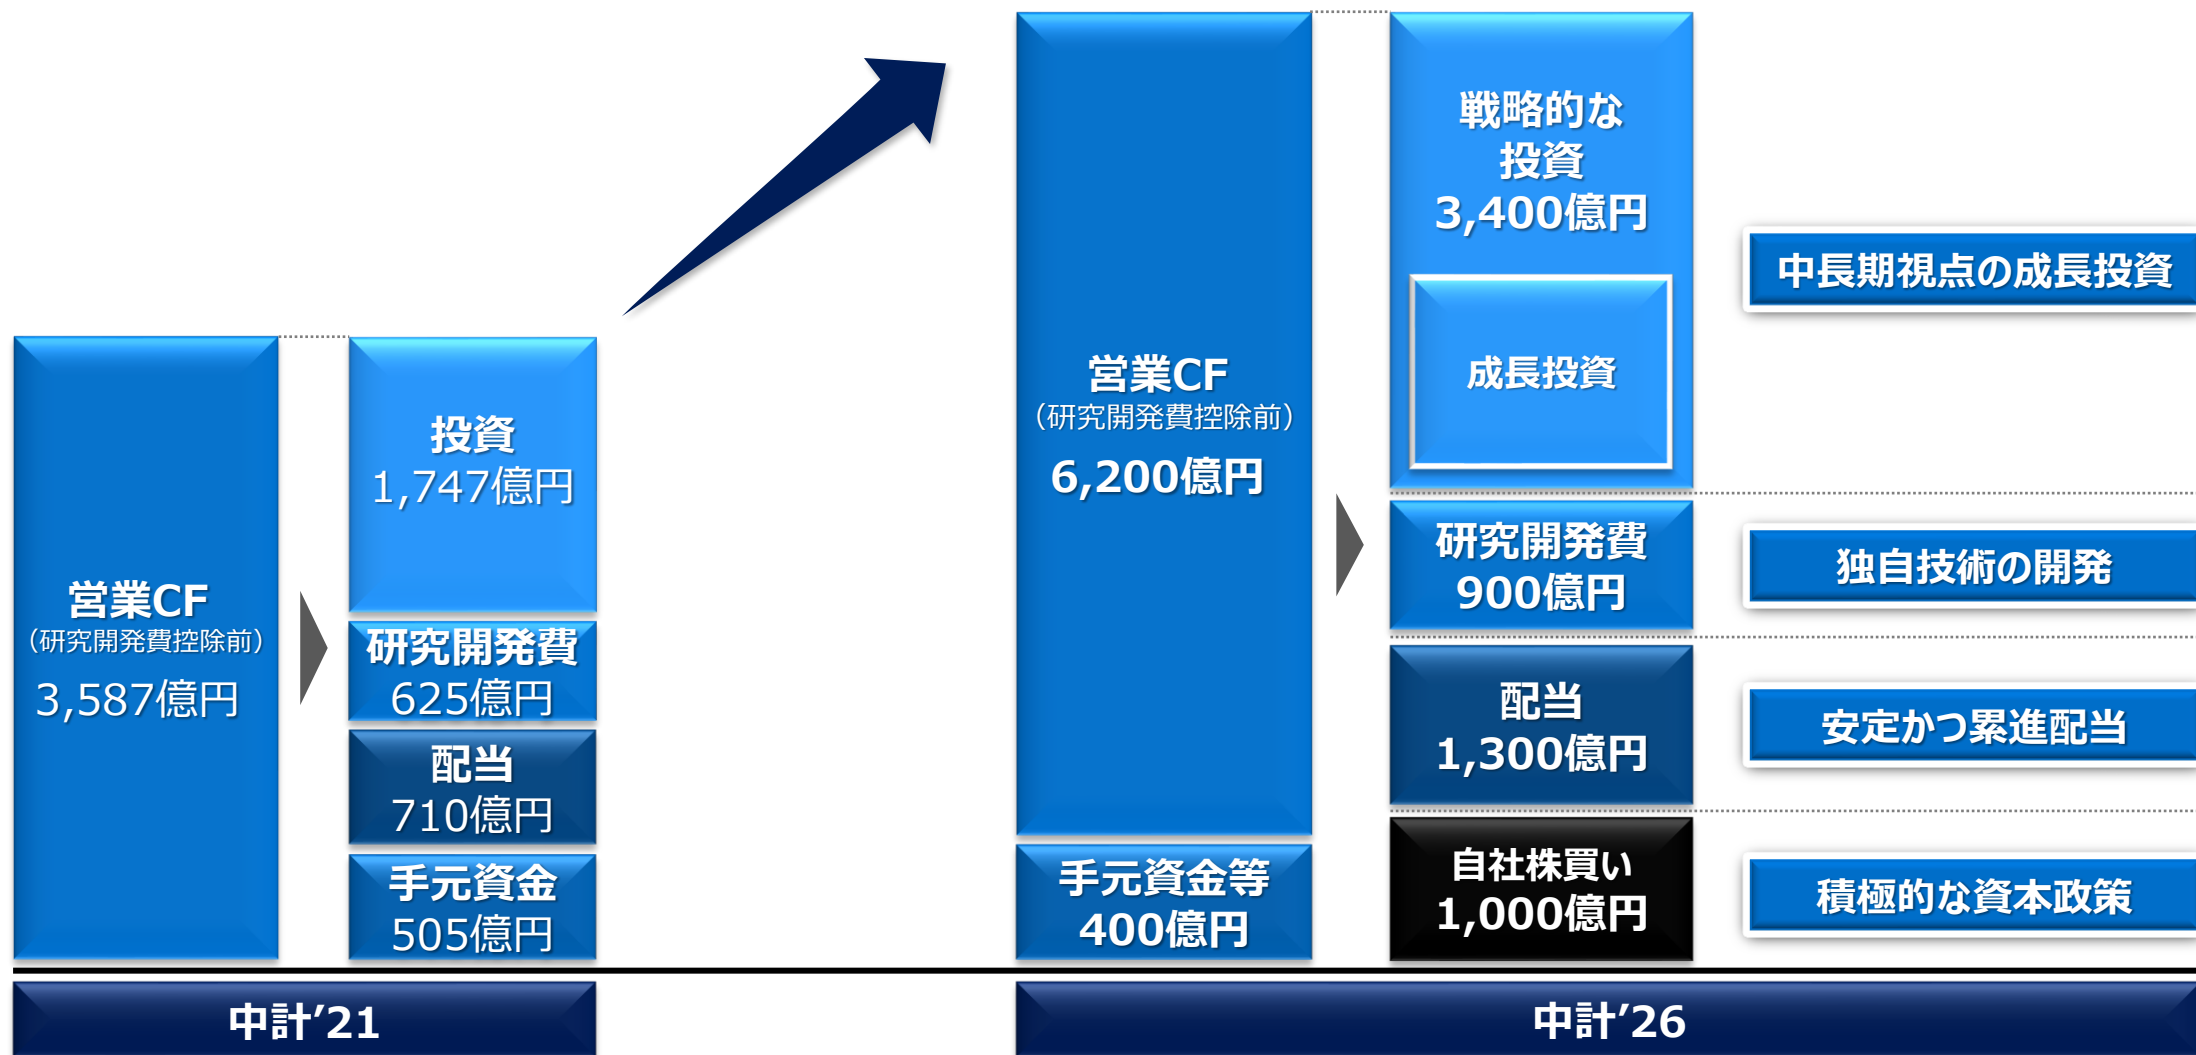 営業CF
（研究開発費控除前）
3,587億円
投資
1,747億円
研究開発費
625億円
配当
710億円
手元資金
505億円
中計’21
営業CF
（研究開発費控除前）
6,200億円
手元資金等
400億円
戦略的な
投資
3,400億円
成長投資
研究開発費
900億円
配当
1,300億円
自社株買い
1,000億円
中長期視点の成長投資
独自技術の開発
安定かつ累進配当
積極的な資本政策
中計’26